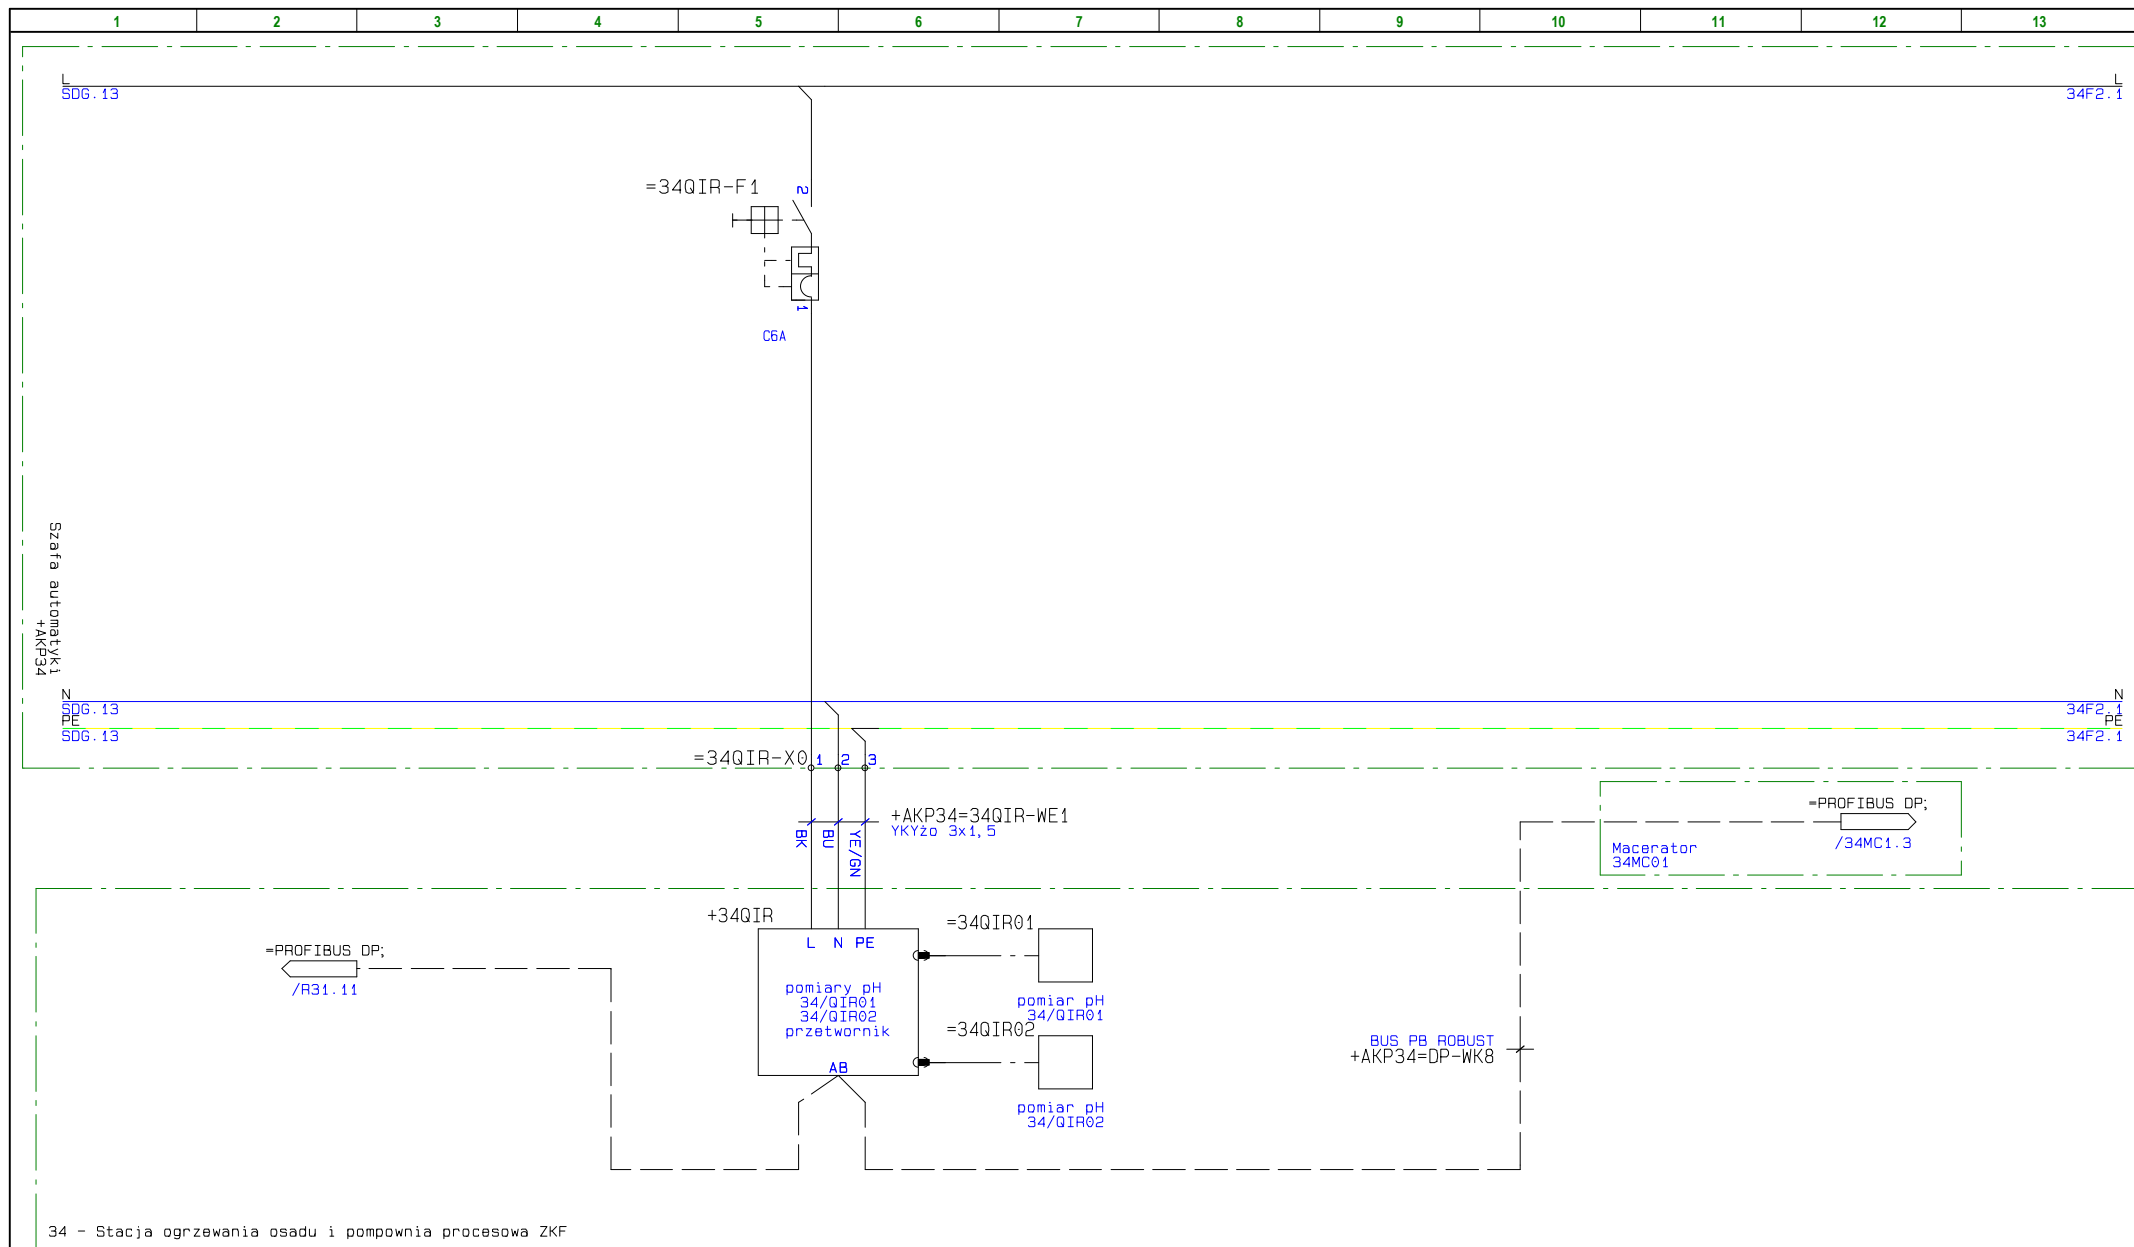 1 2 3 4 5 6 7 8 9 10 11 12 13
L
SDG.13
L
34F2.1
=34QIR-F1
2
1
C6A
Szafa automatyki
+AKP34
N
SDG.13
PE
SDG.13
N
34F2.1
PE
34F2.1
=34QIR-X0 1 2 3
+AKP34=34QIR-WE1
YKYżo 3x1,5
BK BU YE/GN
=PROFIBUS DP;
/34MC1.3
Macerator
34MC01
+34QIR
L N PE
pomiary pH
34/QIR01
34/QIR02
przetwornik
AB
=34QIR01
pomiar pH
34/QIR01
=34QIR02
pomiar pH
34/QIR02
=PROFIBUS DP;
/R31.11
BUS PB ROBUST
+AKP34=DP-WK8
34 - Stacja ogrzewania osadu i pompownia procesowa ZKF